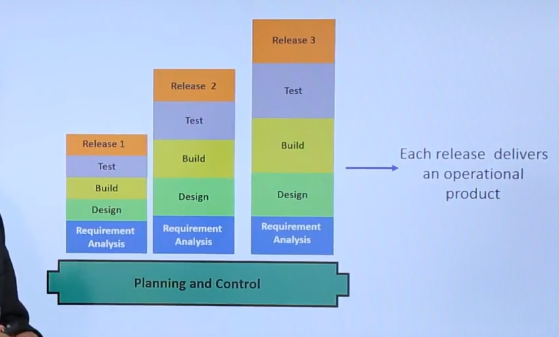 Release 1
Test
Build
Design
Requirement
Analysis
Release 2
Test
Build
Design
Requirement
Analysis
Release 3
Test
Build
Design
Requirement
Analysis
Each release delivers
an operational
product
Planning and Control